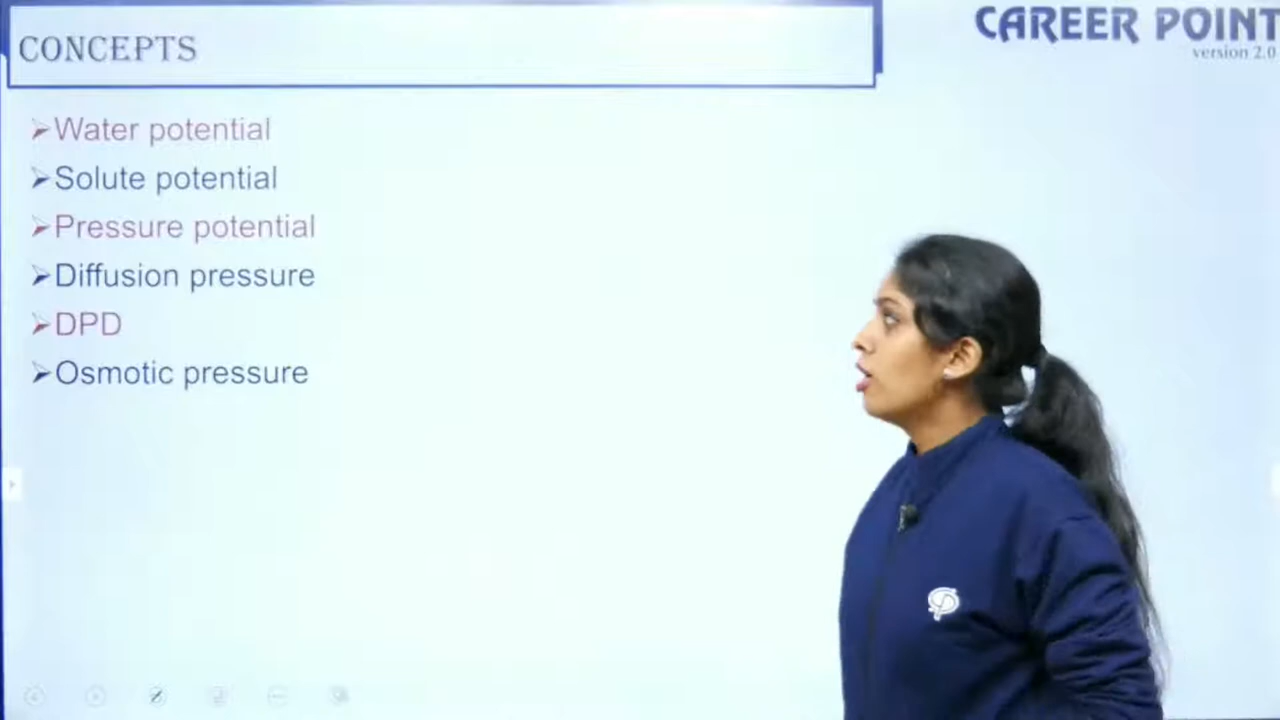 CONCEPTS
CAREER POINT
version 2.0
➢Water potential
➢Solute potential
➢Pressure potential
➢Diffusion pressure
➢DPD
➢Osmotic pressure